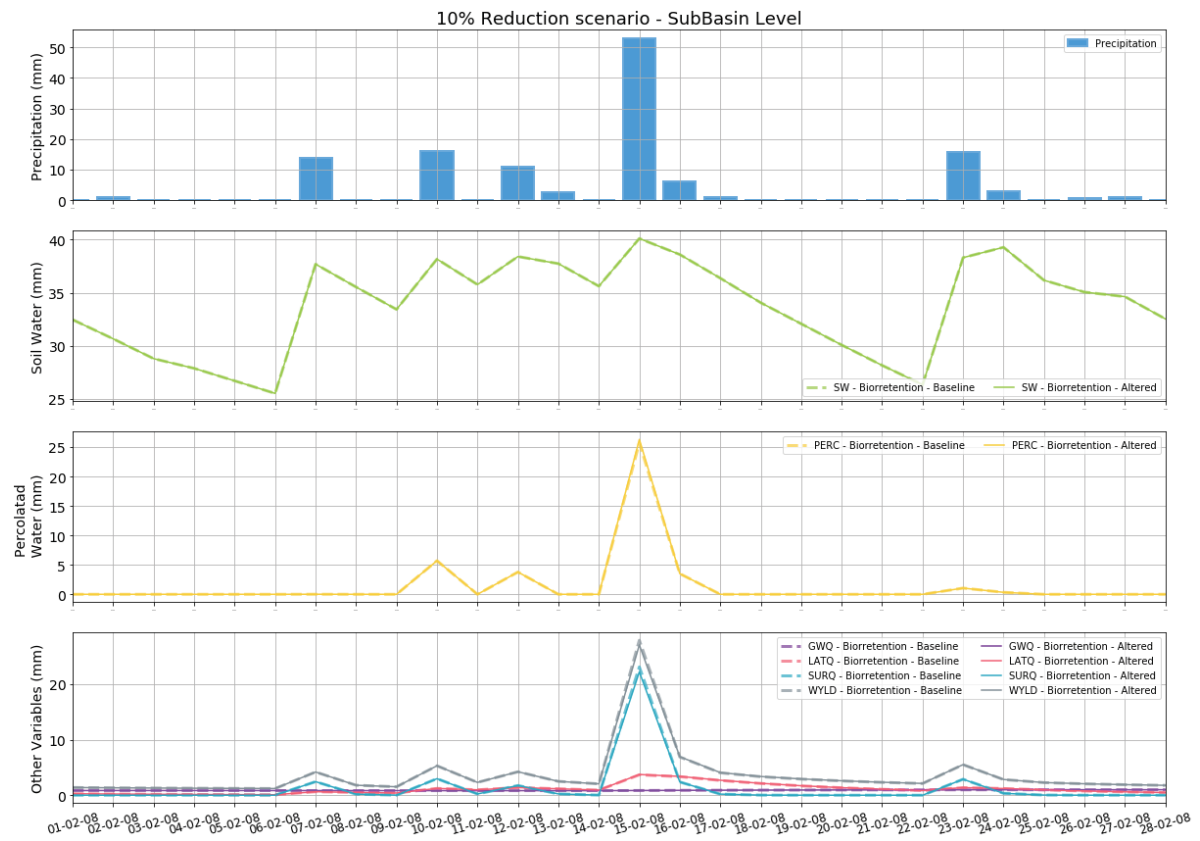 10% Reduction scenario - SubBasin Level
Precipitation (mm)
50
40
30
20
10
0
Precipitation
Soil Water (mm)
40
35
30
25
SW - Biorretention - Baseline SW - Biorretention - Altered
Percolatad
Water (mm)
25
20
15
10
5
0
PERC - Biorretention - Baseline PERC - Biorretention - Altered
Other Variables (mm)
20
10
0
GWQ - Biorretention - Baseline GWQ - Biorretention - Altered
LATQ - Biorretention - Baseline LATQ - Biorretention - Altered
SURQ - Biorretention - Baseline SURQ - Biorretention - Altered
WYLD - Biorretention - Baseline WYLD - Biorretention - Altered
01-02-08 02-02-08 03-02-08 04-02-08 05-02-08 06-02-08 07-02-08 08-02-08 09-02-08 10-02-08 11-02-08 12-02-08 13-02-08 14-02-08 15-02-08 16-02-08 17-02-08 18-02-08 19-02-08 20-02-08 21-02-08 22-02-08 23-02-08 24-02-08 25-02-08 26-02-08 27-02-08 28-02-08